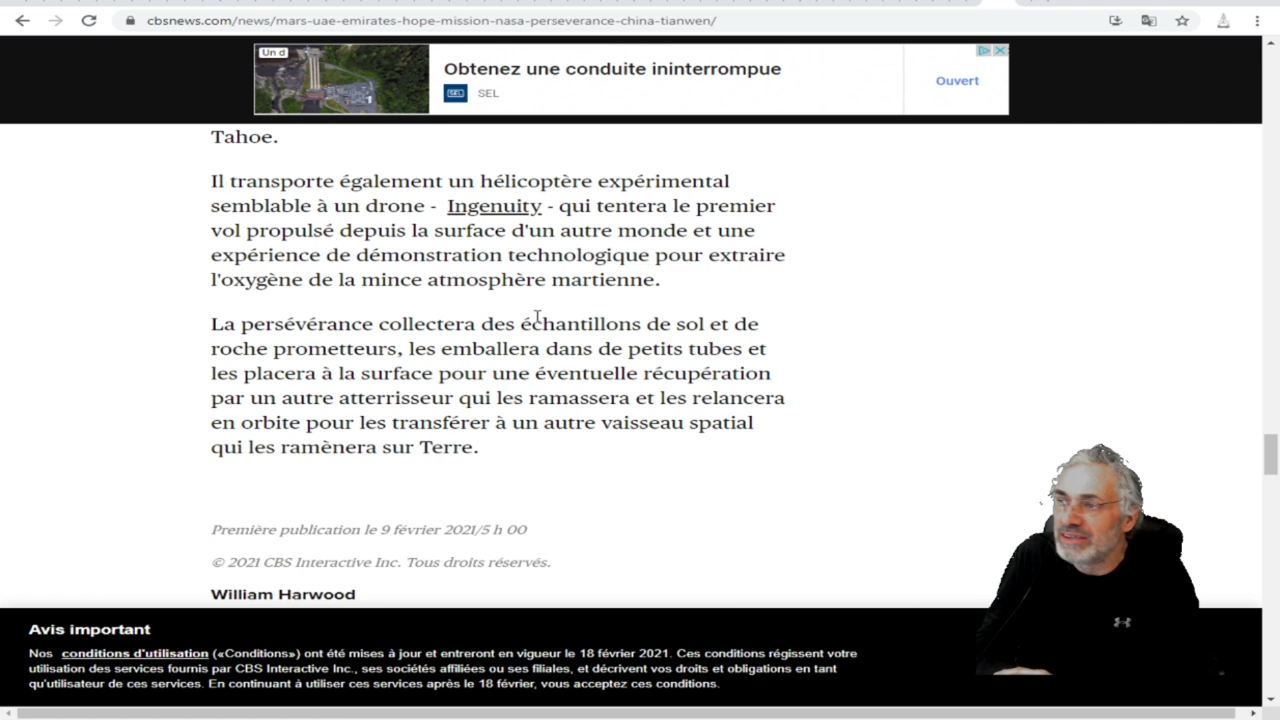 cbsnews.com/news/mars-uae-emirates-hope-mission-nasa-perseverance-china-tianwen/
Un d
Obtenez une conduite ininterrompue
SEL
SEL
Ouvert
Tahoe.
Il transporte également un hélicoptère expérimental
semblable à un drone - Ingenuity - qui tentera le premier
vol propulsé depuis la surface d'un autre monde et une
expérience de démonstration technologique pour extraire
l'oxygène de la mince atmosphère martienne.
La persévérance collectera des échantillons de sol et de
roche prometteurs, les emballera dans de petits tubes et
les placera à la surface pour une éventuelle récupération
par un autre atterrisseur qui les ramassera et les relancera
en orbite pour les transférer à un autre vaisseau spatial
qui les ramènera sur Terre.
Première publication le 9 février 2021/5 h 00
© 2021 CBS Interactive Inc. Tous droits réservés.
William Harwood
Avis important
Nos conditions d'utilisation («Conditions») ont été mises à jour et entreront en vigueur le 18 février 2021. Ces conditions régissent votre
utilisation des services fournis par CBS Interactive Inc., ses sociétés affiliées ou ses filiales, et décrivent vos droits et obligations en tant
qu'utilisateur de ces services. En continuant à utiliser ces services après le 18 février, vous acceptez ces conditions.